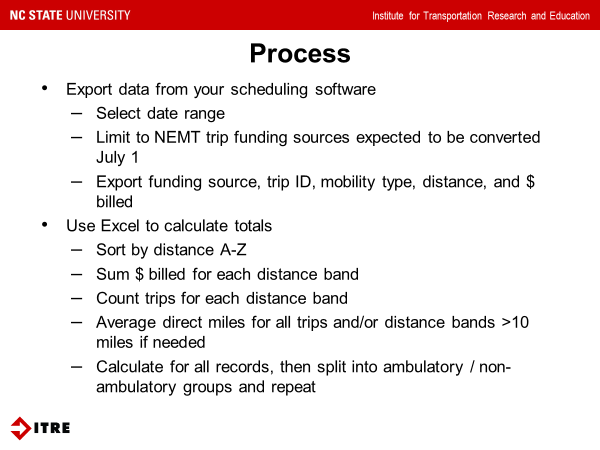 NC STATE UNIVERSITY
Institute for Transportation Research and Education
Process
• Export data from your scheduling software
– Select date range
– Limit to NEMT trip funding sources expected to be converted
July 1
– Export funding source, trip ID, mobility type, distance, and $
billed
• Use Excel to calculate totals
– Sort by distance A-Z
– Sum $ billed for each distance band
– Count trips for each distance band
– Average direct miles for all trips and/or distance bands >10
miles if needed
– Calculate for all records, then split into ambulatory / non-
ambulatory groups and repeat
ITRE